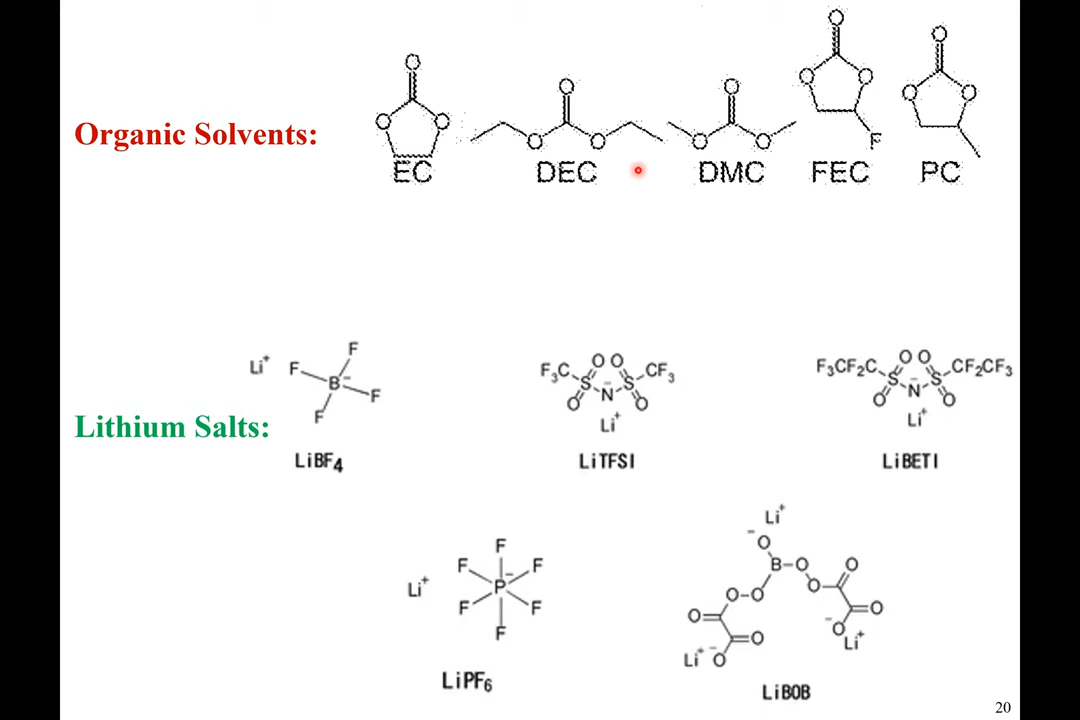 Organic Solvents:
O O O
EC
O O O
DEC
O O O
DMC
O O O F
FEC
O O O
PC
Lithium Salts:
Li+ F F B− F F
LiBF4
F3C O O CF3
S S
O N− O
Li+
LiTFSI
F3CF2C O O CF2CF3
S S
O N− O
Li+
LiBETI
F
F F
Li+ P−
F F
F
LiPF6
Li+
−O
B–O O
O–O O
O O
O −O
Li+ −O Li+
LiBOB
20